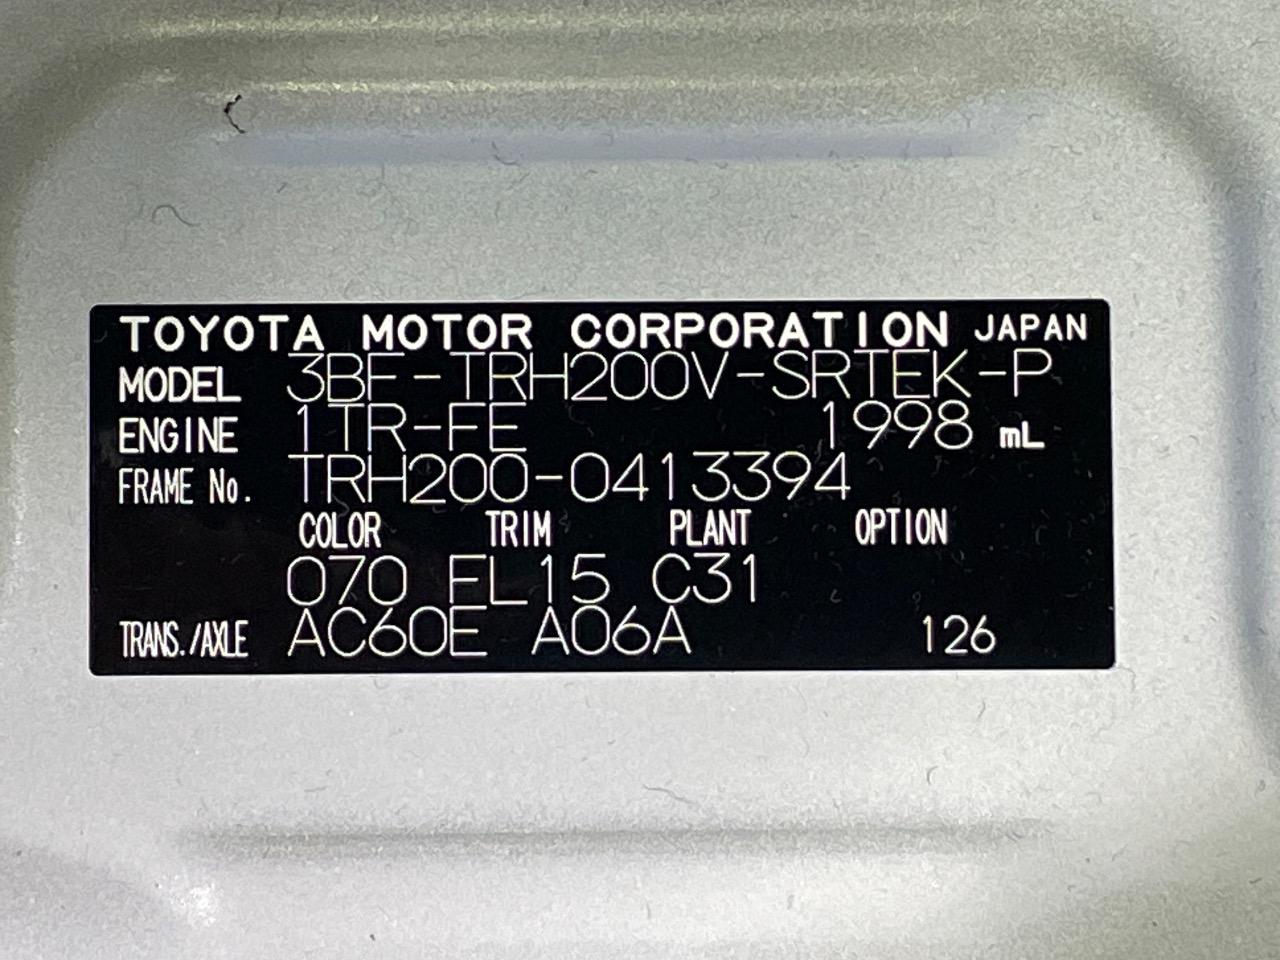 TOYOTA MOTOR CORPORATION JAPAN
MODEL 3BF-TRH200V-SRTEK-P
ENGINE 1TR-FE 1998 mL
FRAME No. TRH200-0413394
COLOR TRIM PLANT OPTION
070 FL15 C31
TRANS./AXLE AC60E A06A 126